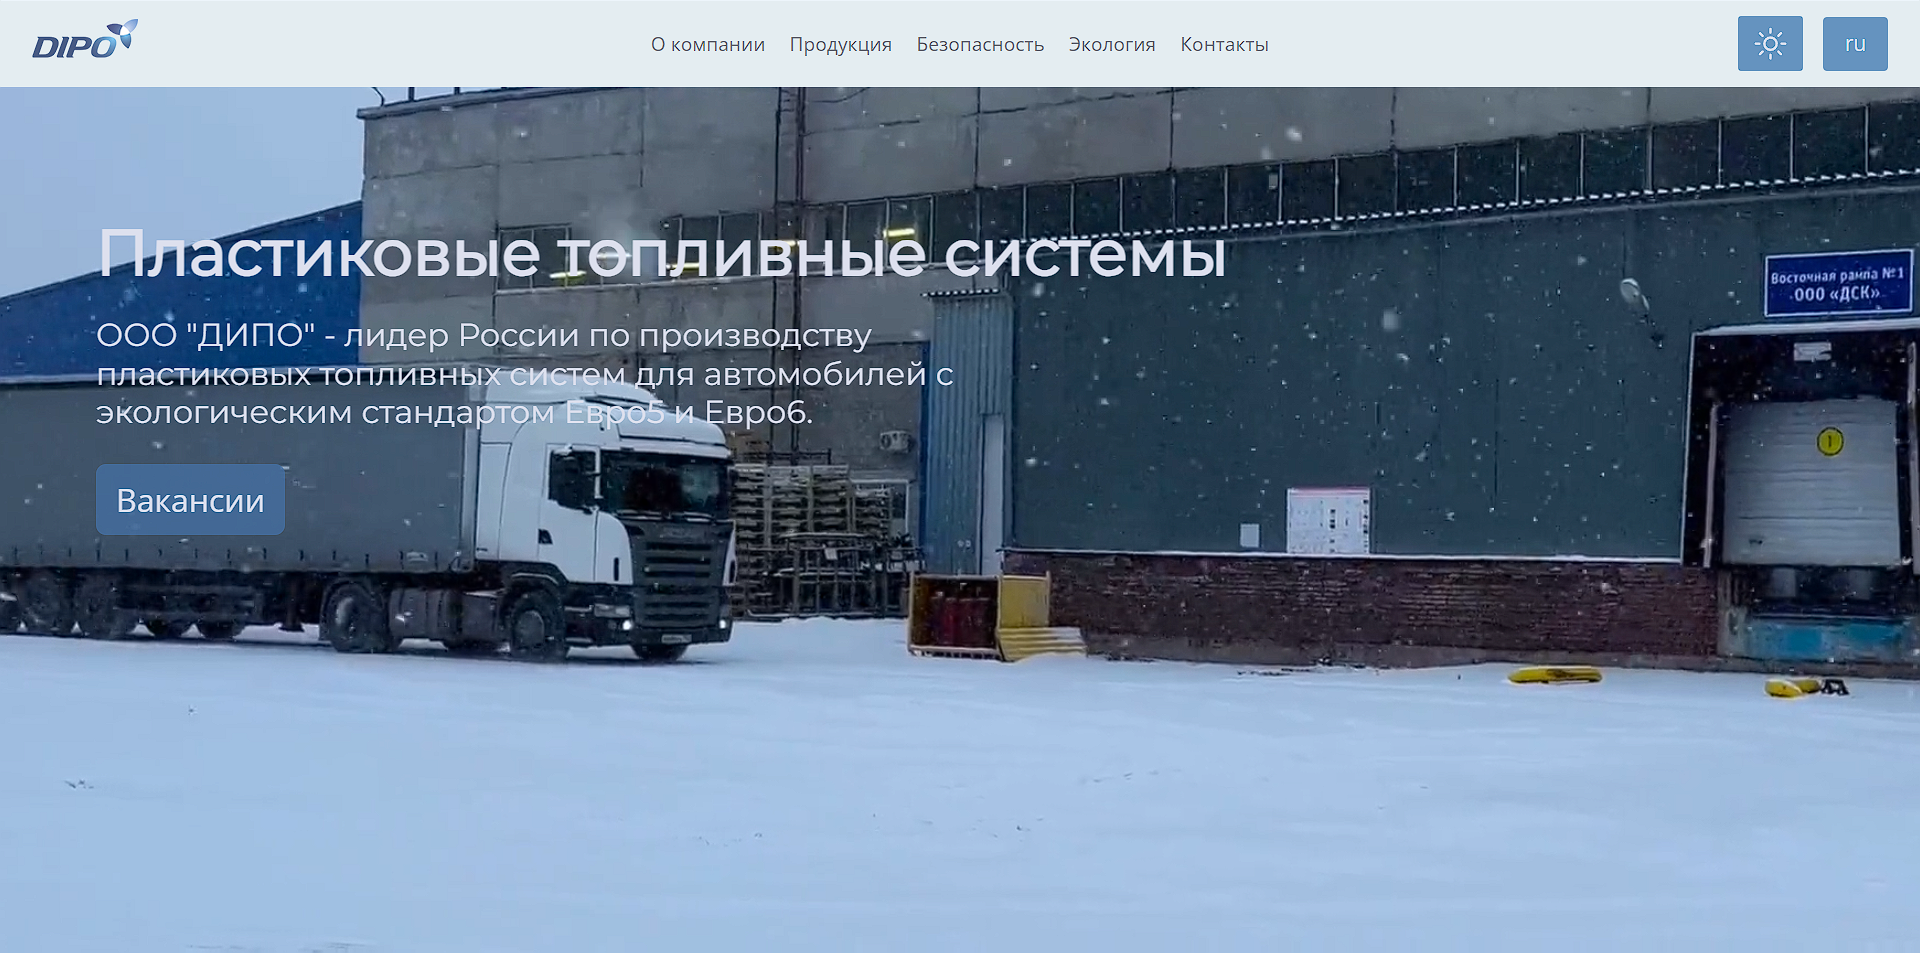 DIPO
О компании Продукция Безопасность Экология Контакты
ru
Пластиковые топливные системы
ООО "ДИПО" - лидер России по производству
пластиковых топливных систем для автомобилей с
экологическим стандартом Евро5 и Евро6.
Вакансии
Восточная рампа №1
ООО «ДСК»
1